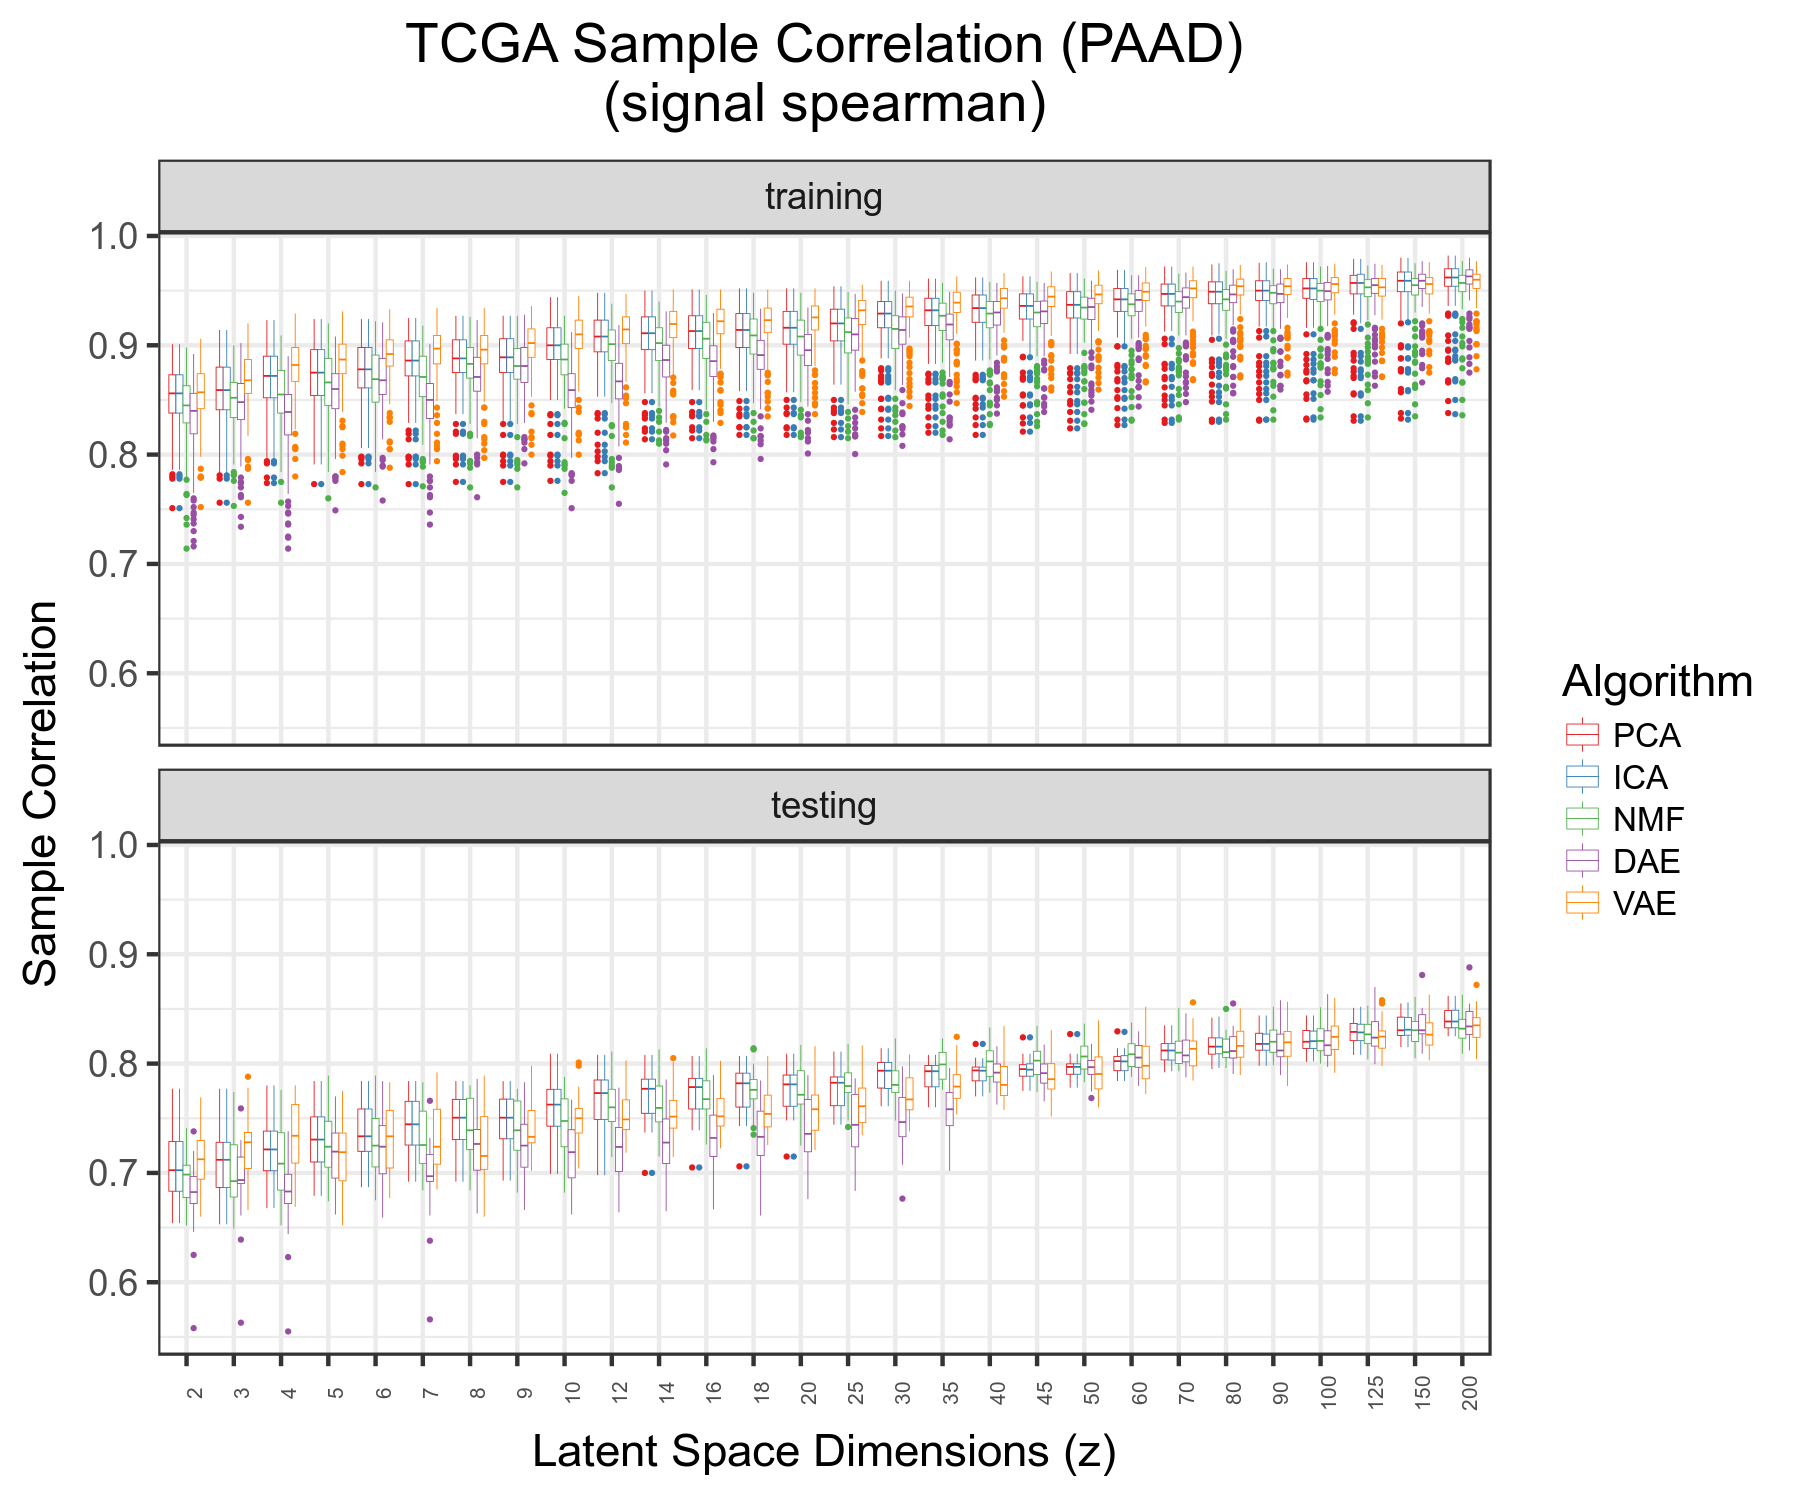 TCGA Sample Correlation (PAAD)
(signal spearman)
training
1.0
0.9
0.8
0.7
0.6
testing
1.0
0.9
0.8
0.7
0.6
Sample Correlation
2 3 4 5 6 7 8 9 10 12 14 16 18 20 25 30 35 40 45 50 60 70 80 90 100 125 150 200
Latent Space Dimensions (z)
Algorithm
PCA
ICA
NMF
DAE
VAE